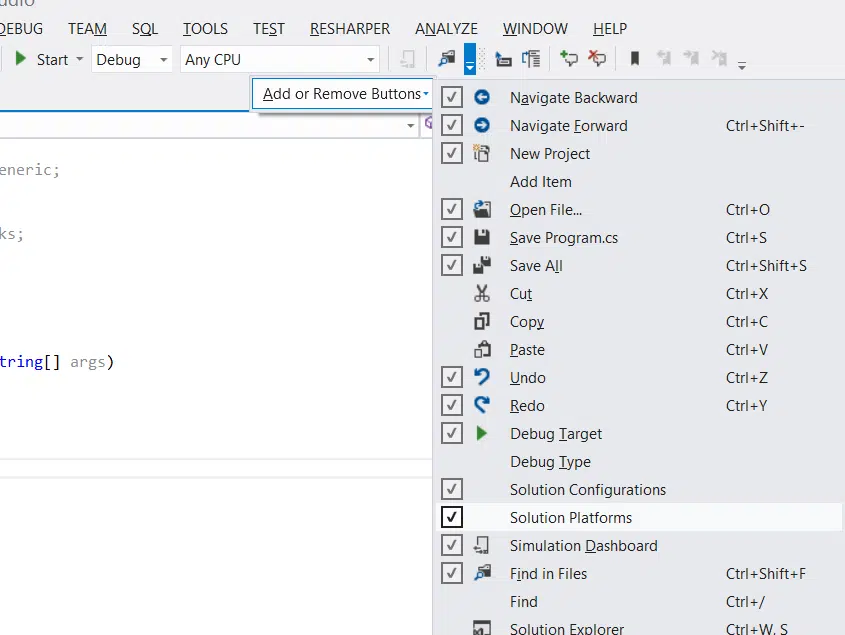 DEBUG TEAM SQL TOOLS TEST RESHARPER ANALYZE WINDOW HELP
Start Debug Any CPU
Add or Remove Buttons
Navigate Backward
Navigate Forward Ctrl+Shift+-
eneric;
New Project
Add Item
Open File... Ctrl+O
ks;
Save Program.cs Ctrl+S
Save All Ctrl+Shift+S
Cut Ctrl+X
Copy Ctrl+C
Paste Ctrl+V
tring[] args)
Undo Ctrl+Z
Redo Ctrl+Y
Debug Target
Debug Type
Solution Configurations
Solution Platforms
Simulation Dashboard
Find in Files Ctrl+Shift+F
Find Ctrl+/
Solution Explorer Ctrl+W, S